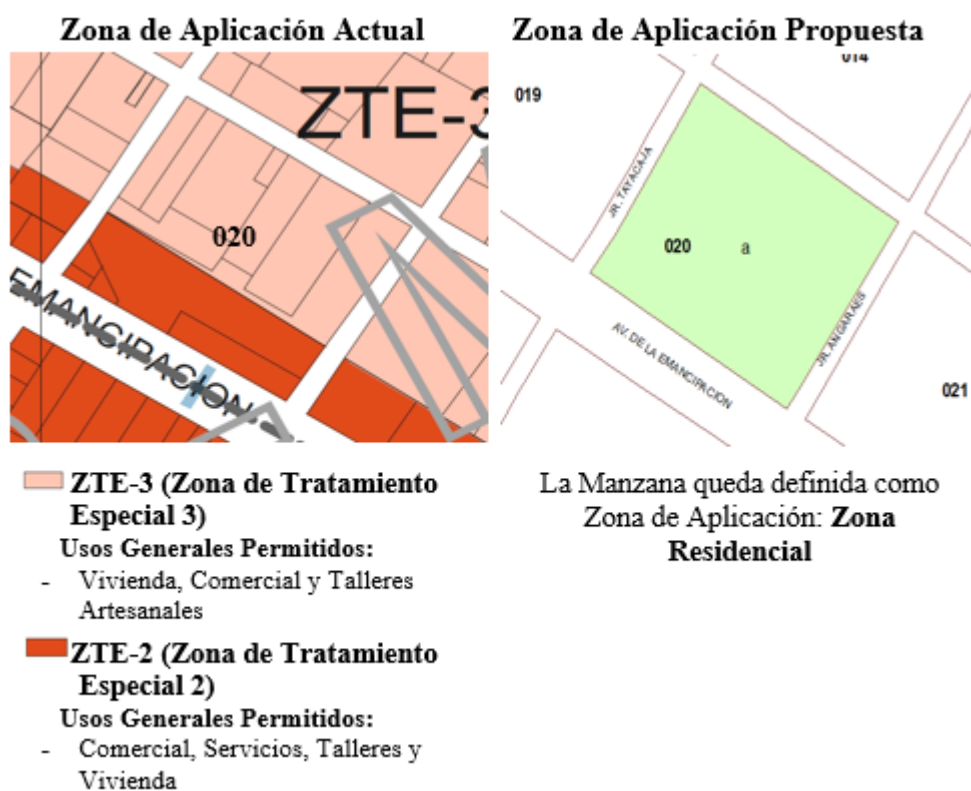 Zona de Aplicación Actual
ZTE-3
020
EMANCIPACION
ZTE-3 (Zona de Tratamiento
Especial 3)
Usos Generales Permitidos:
- Vivienda, Comercial y Talleres
Artesanales
ZTE-2 (Zona de Tratamiento
Especial 2)
Usos Generales Permitidos:
- Comercial, Servicios, Talleres y
Vivienda
Zona de Aplicación Propuesta
014
019
JR. TAYACAJA
020 a
JR. ANGARAES
AV. DE LA EMANCIPACION
021
La Manzana queda definida como
Zona de Aplicación: Zona
Residencial